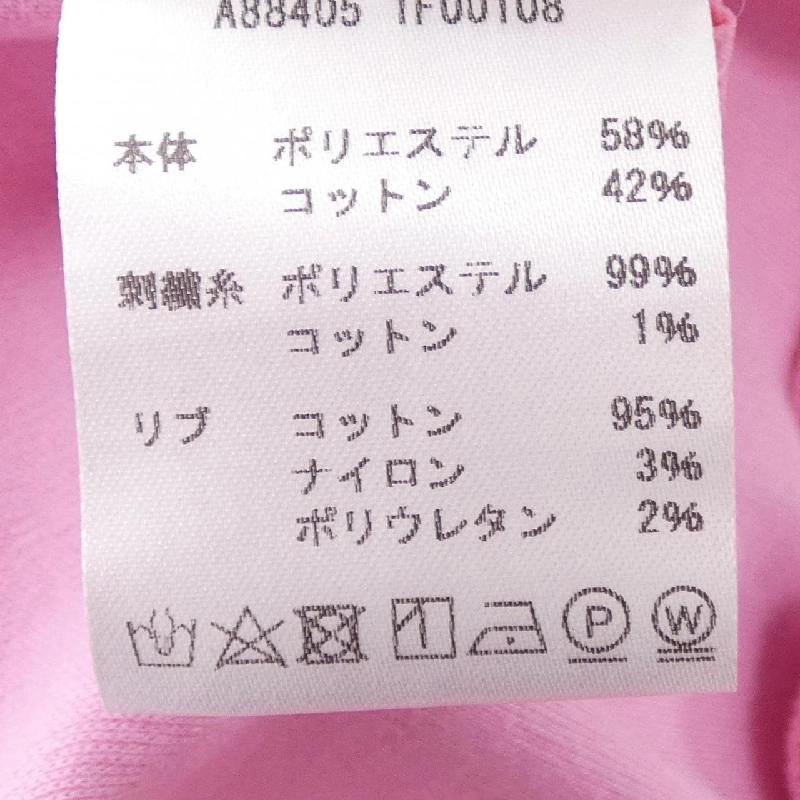 A88405 TF00108
本体 ポリエステル 58%
コットン 42%
刺繍糸 ポリエステル 99%
コットン 1%
リブ コットン 95%
ナイロン 3%
ポリウレタン 2%
P W